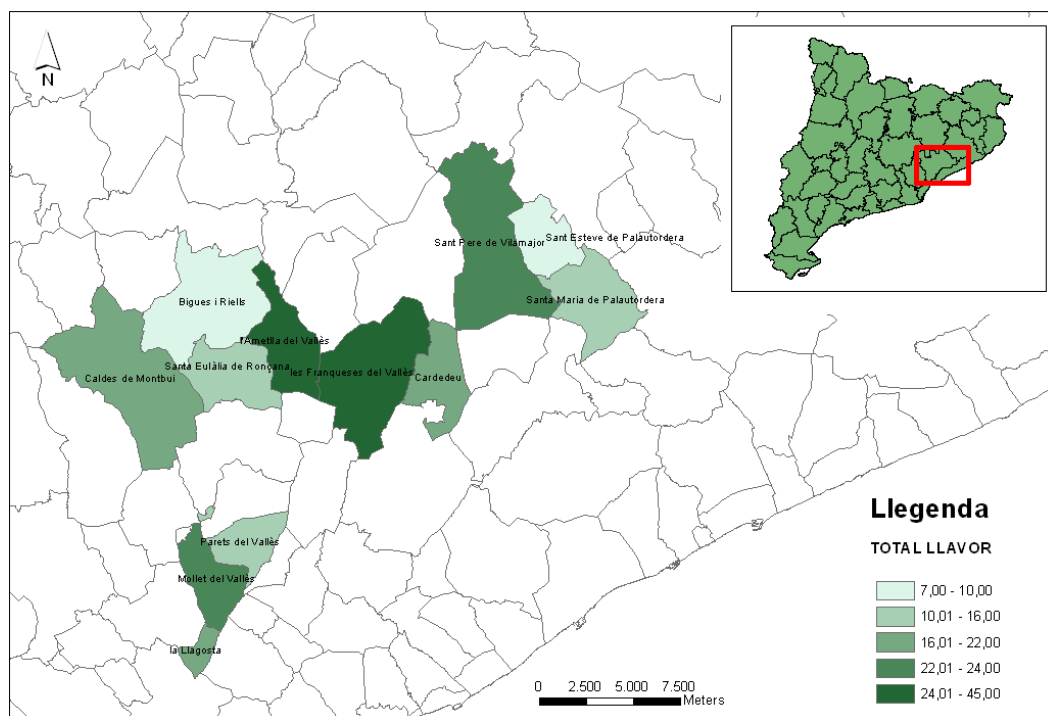 N
Sant Pere de Vilamajor
Sant Esteve de Palautordera
Bigues i Riells
Santa Maria de Palautordera
l'Ametlla del Vallès
Santa Eulàlia de Ronçana
les Franqueses del Vallès
Caldes de Montbui
Cardedeu
Parets del Vallès
Mollet del Vallès
la Llagosta
Llegenda
TOTAL LLAVOR
7,00 - 10,00
10,01 - 16,00
16,01 - 22,00
22,01 - 24,00
24,01 - 45,00
0 2.500 5.000 7.500
Meters